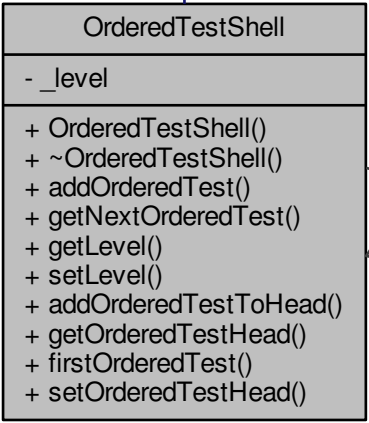 OrderedTestShell
- _level
+ OrderedTestShell()
+ ~OrderedTestShell()
+ addOrderedTest()
+ getNextOrderedTest()
+ getLevel()
+ setLevel()
+ addOrderedTestToHead()
+ getOrderedTestHead()
+ firstOrderedTest()
+ setOrderedTestHead()